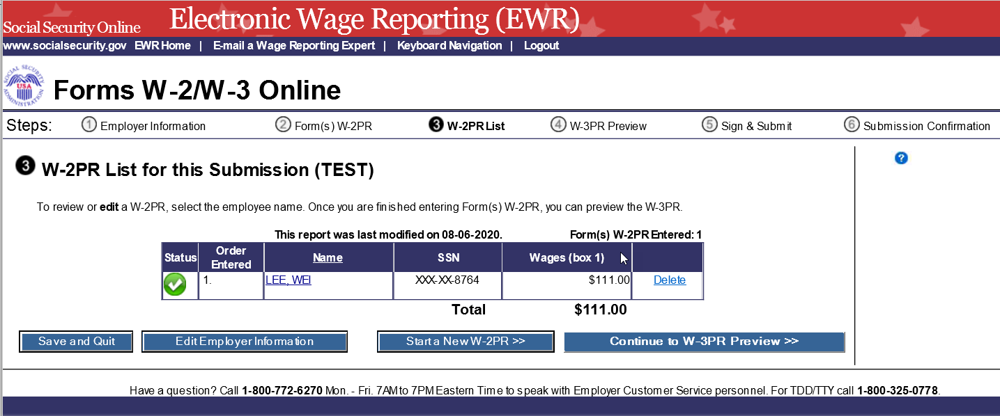 Social Security Online Electronic Wage Reporting (EWR)
www.socialsecurity.gov EWR Home | E-mail a Wage Reporting Expert | Keyboard Navigation | Logout
SOCIAL SECURITY ADMINISTRATION
USA
Forms W-2/W-3 Online
Steps: 1 Employer Information 2 Form(s) W-2PR 3 W-2PR List 4 W-3PR Preview 5 Sign & Submit 6 Submission Confirmation
3 W-2PR List for this Submission (TEST)
?
To review or edit a W-2PR, select the employee name. Once you are finished entering Form(s) W-2PR, you can preview the W-3PR.
This report was last modified on 08-06-2020. Form(s) W-2PR Entered: 1
Status Order Entered Name SSN Wages (box 1)
1. LEE, WEI XXX-XX-8764 $111.00 Delete
Total $111.00
Save and Quit Edit Employer Information Start a New W-2PR >> Continue to W-3PR Preview >>
Have a question? Call 1-800-772-6270 Mon. - Fri. 7AM to 7PM Eastern Time to speak with Employer Customer Service personnel. For TDD/TTY call 1-800-325-0778.